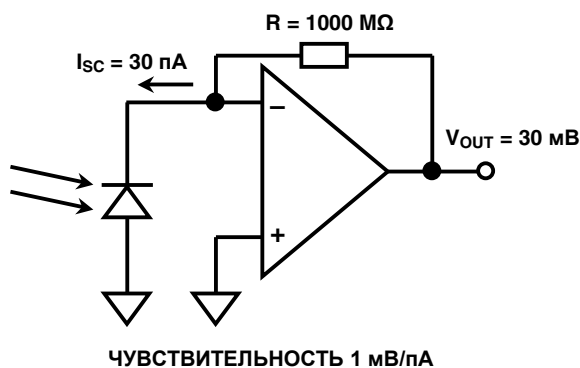 R = 1000 MΩ
I_SC = 30 пА
V_OUT = 30 мВ
−
+
ЧУВСТВИТЕЛЬНОСТЬ 1 мВ/пА